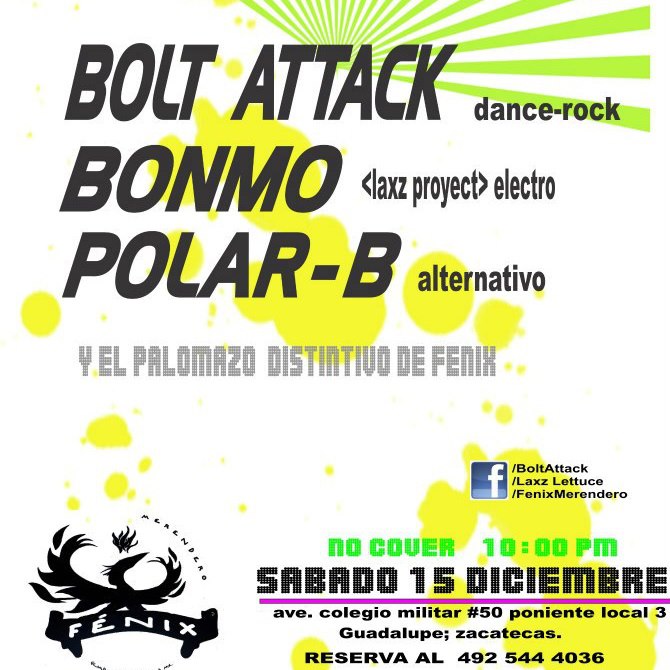 BOLT ATTACK dance-rock
BONMO <laxz proyect> electro
POLAR-B alternativo
Y EL PALOMAZO DISTINTIVO DE FENIX
/BoltAttack
/Laxz Lettuce
/FenixMerendero
MERENDERO
FÉNIX
NO COVER 10:00 PM
SABADO 15 DICIEMBRE
ave. colegio militar #50 poniente local 3
Guadalupe; zacatecas.
RESERVA AL 492 544 4036